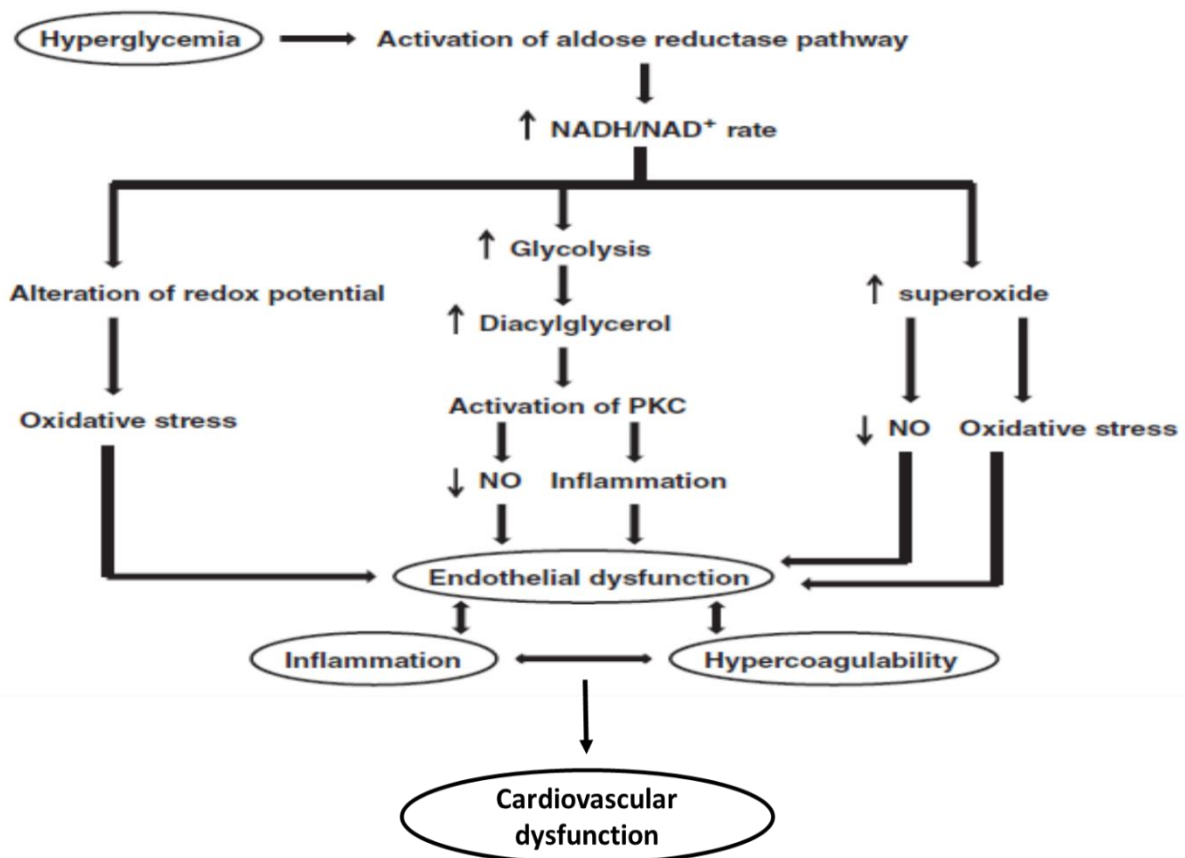 Hyperglycemia
Activation of aldose reductase pathway
↑ NADH/NAD⁺ rate
↑ Glycolysis
Alteration of redox potential
↑ superoxide
↑ Diacylglycerol
Activation of PKC
Oxidative stress
↓ NO
Oxidative stress
↓ NO
Inflammation
Endothelial dysfunction
Inflammation
Hypercoagulability
Cardiovascular
dysfunction